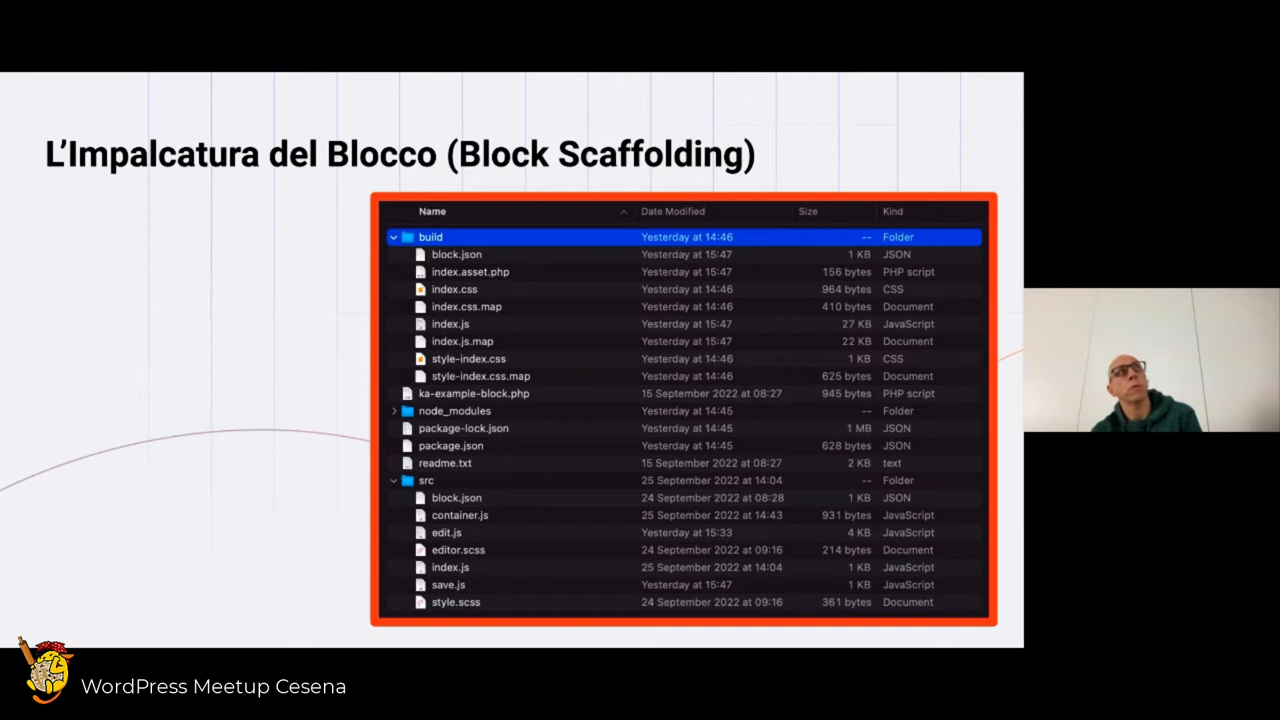 L'Impalcatura del Blocco (Block Scaffolding)
Name Date Modified Size Kind
build Yesterday at 14:46 -- Folder
block.json Yesterday at 15:47 1 KB JSON
index.asset.php Yesterday at 15:47 156 bytes PHP script
index.css Yesterday at 14:46 964 bytes CSS
index.css.map Yesterday at 14:46 410 bytes Document
index.js Yesterday at 15:47 27 KB JavaScript
index.js.map Yesterday at 15:47 22 KB Document
style-index.css Yesterday at 14:46 1 KB CSS
style-index.css.map Yesterday at 14:46 625 bytes Document
ka-example-block.php 15 September 2022 at 08:27 945 bytes PHP script
node_modules Yesterday at 14:45 -- Folder
package-lock.json Yesterday at 14:45 1 MB JSON
package.json Yesterday at 14:45 628 bytes JSON
readme.txt 15 September 2022 at 08:27 2 KB text
src 25 September 2022 at 14:04 -- Folder
block.json 24 September 2022 at 08:28 1 KB JSON
container.js 25 September 2022 at 14:43 931 bytes JavaScript
edit.js Yesterday at 15:33 4 KB JavaScript
editor.scss 24 September 2022 at 09:16 214 bytes Document
index.js 25 September 2022 at 14:04 1 KB JavaScript
save.js Yesterday at 15:47 1 KB JavaScript
style.scss 24 September 2022 at 09:16 361 bytes Document
WordPress Meetup Cesena